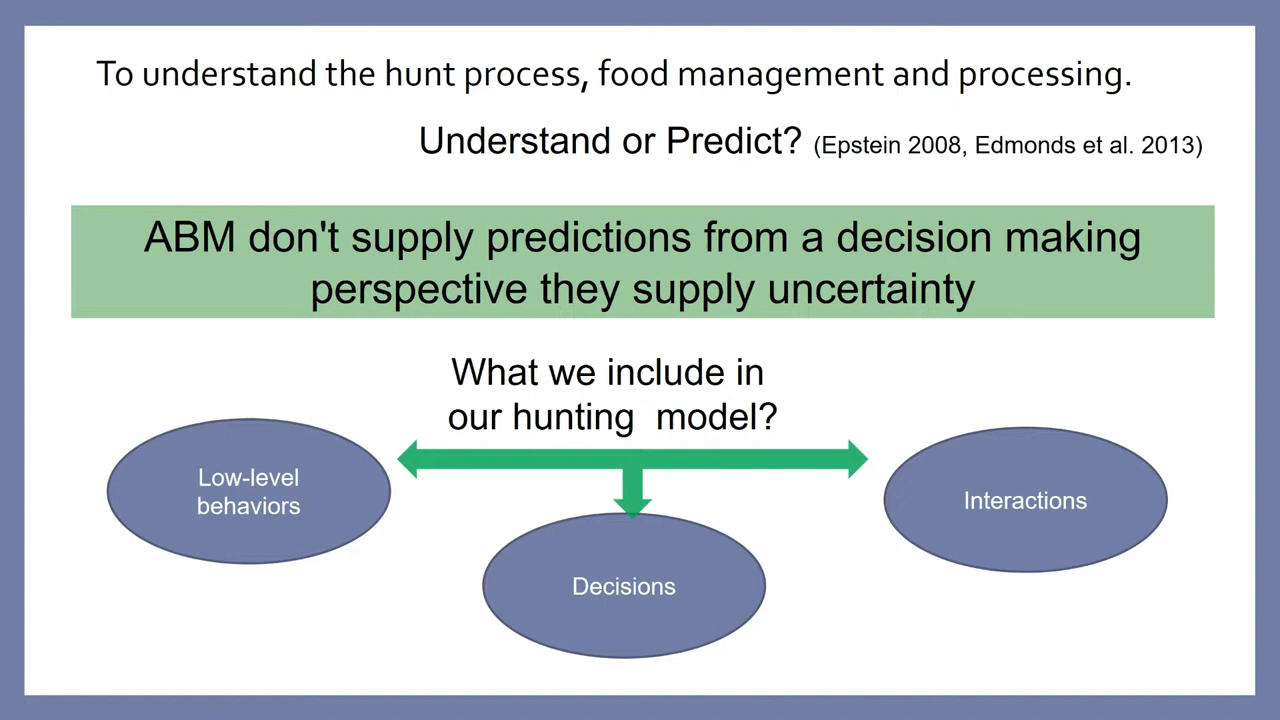 To understand the hunt process, food management and processing.
Understand or Predict? (Epstein 2008, Edmonds et al. 2013)
ABM don't supply predictions from a decision making
perspective they supply uncertainty
What we include in
our hunting  model?
Low-level
behaviors
Interactions
Decisions